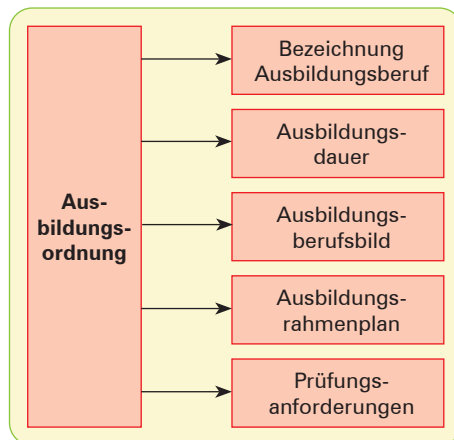 Aus-
bildungs-
ordnung
Bezeichnung
Ausbildungsberuf
Ausbildungs-
dauer
Ausbildungs-
berufsbild
Ausbildungs-
rahmenplan
Prüfungs-
anforderungen